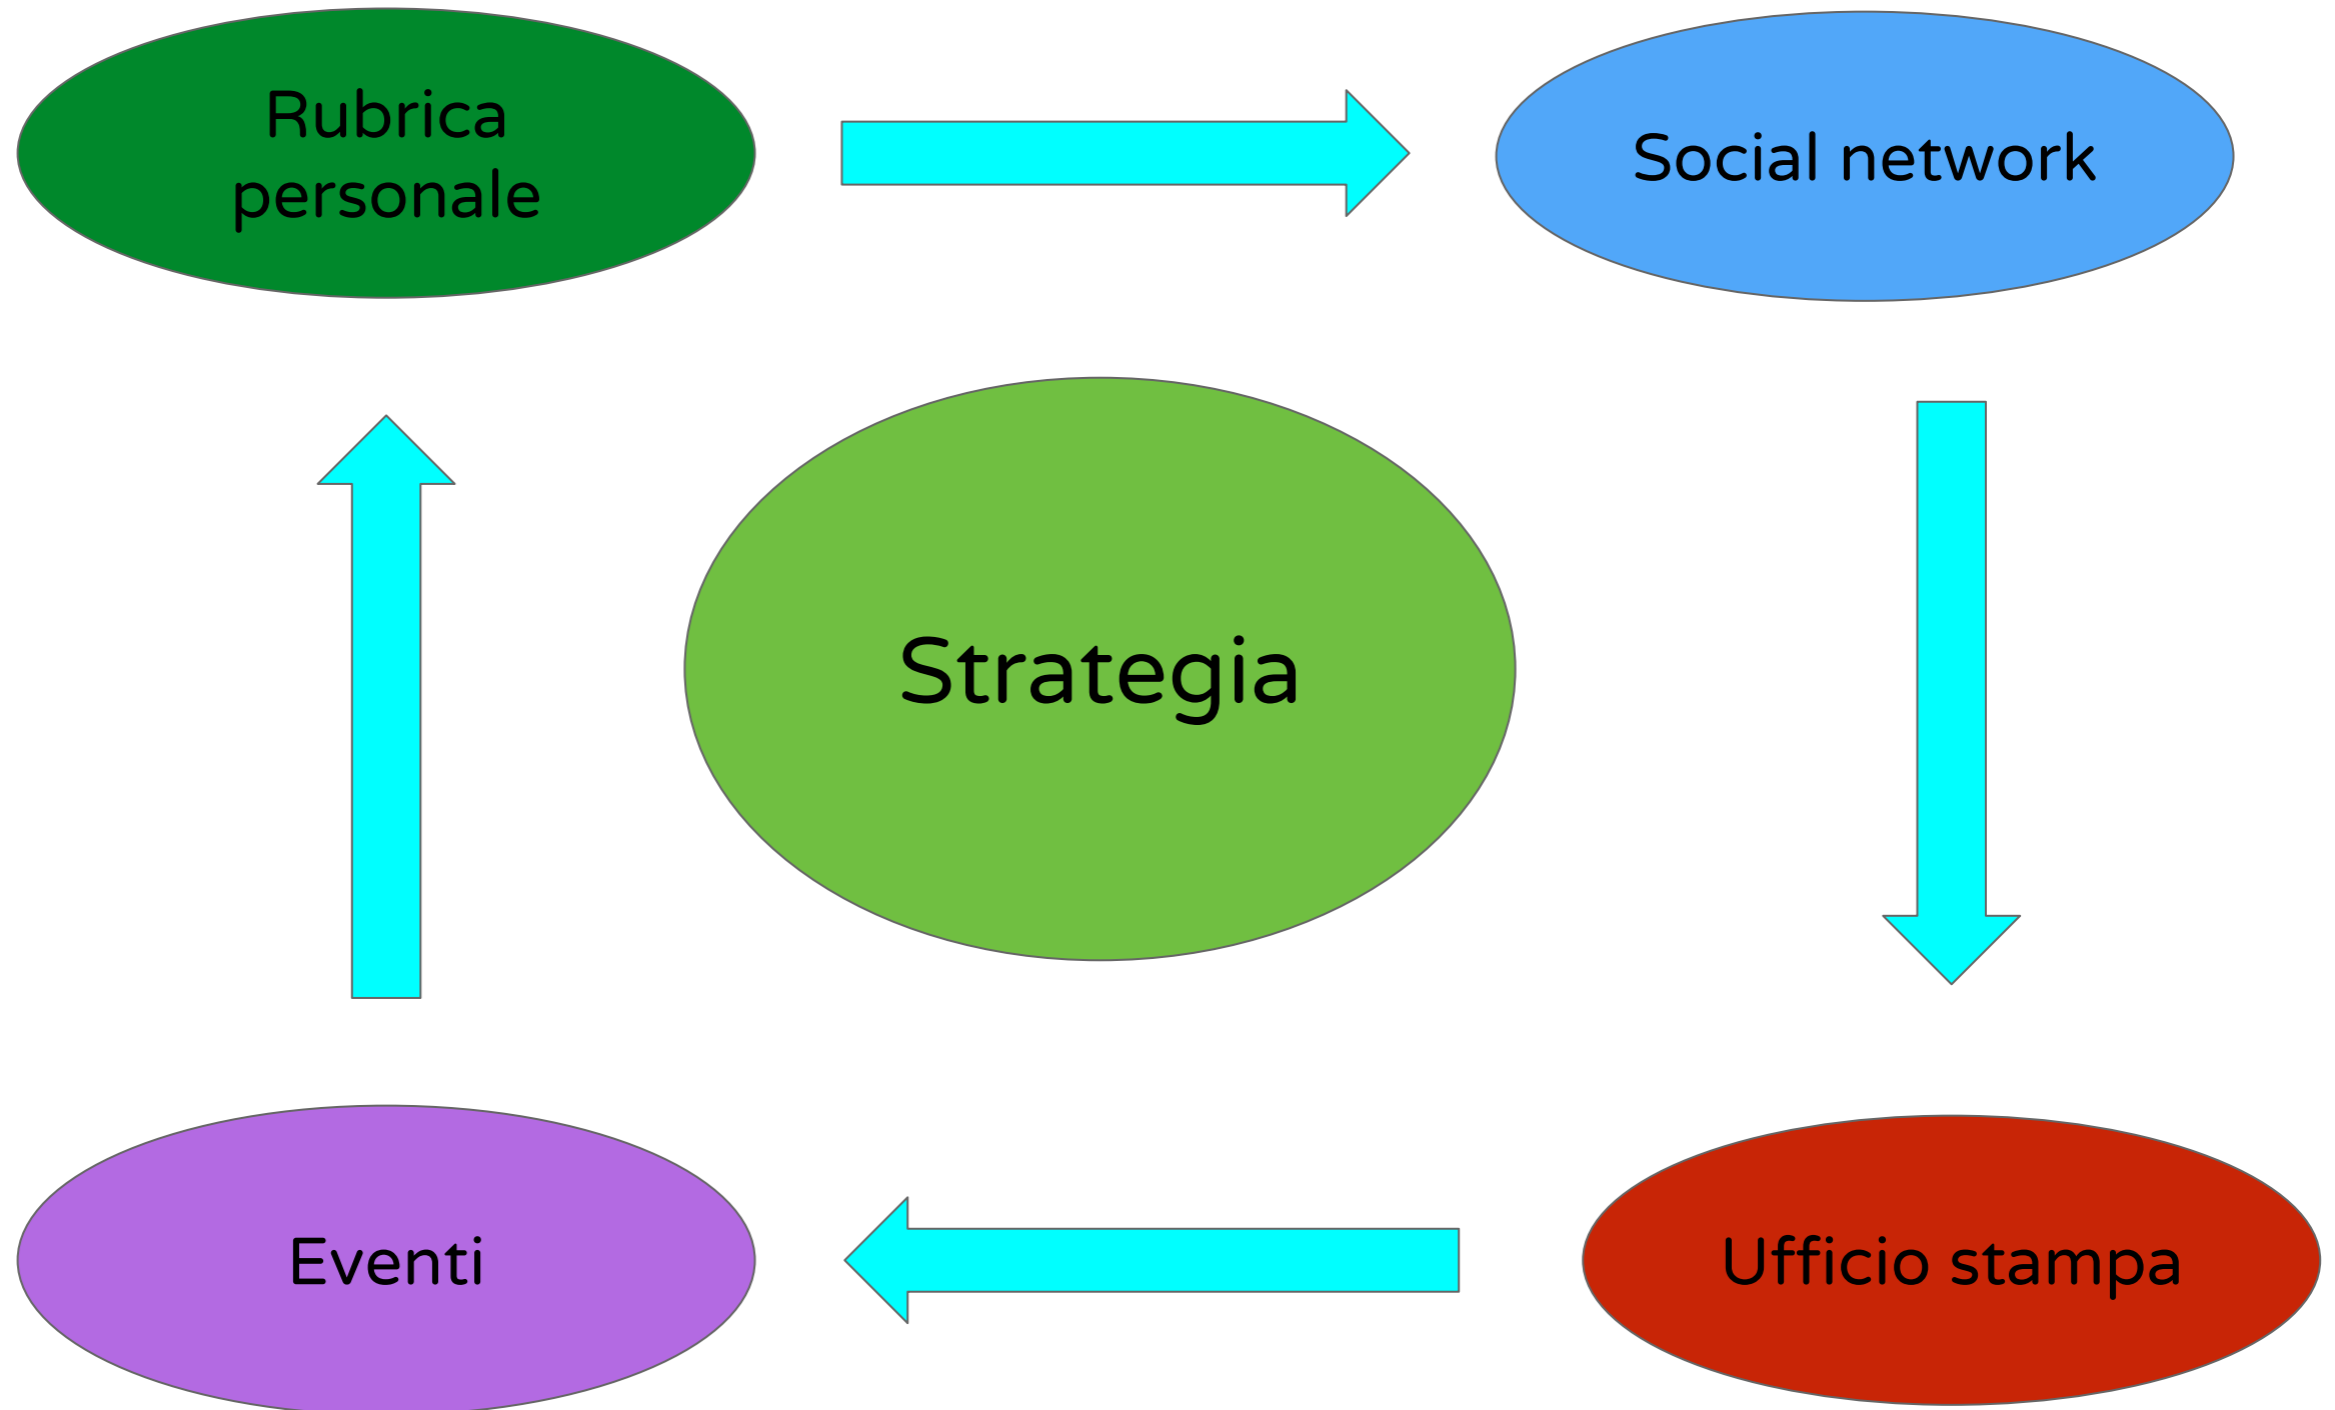 Rubrica
personale
Social network
Strategia
Eventi
Ufficio stampa